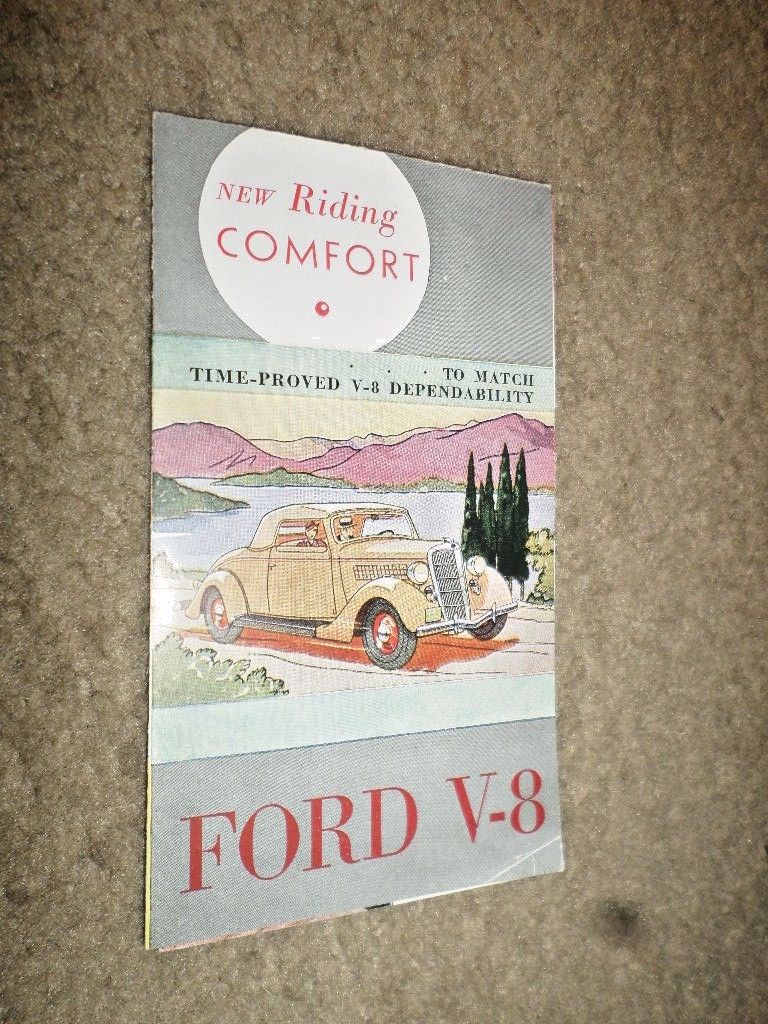 NEW Riding
COMFORT
. . . TO MATCH
TIME-PROVED V-8 DEPENDABILITY
FORD V-8